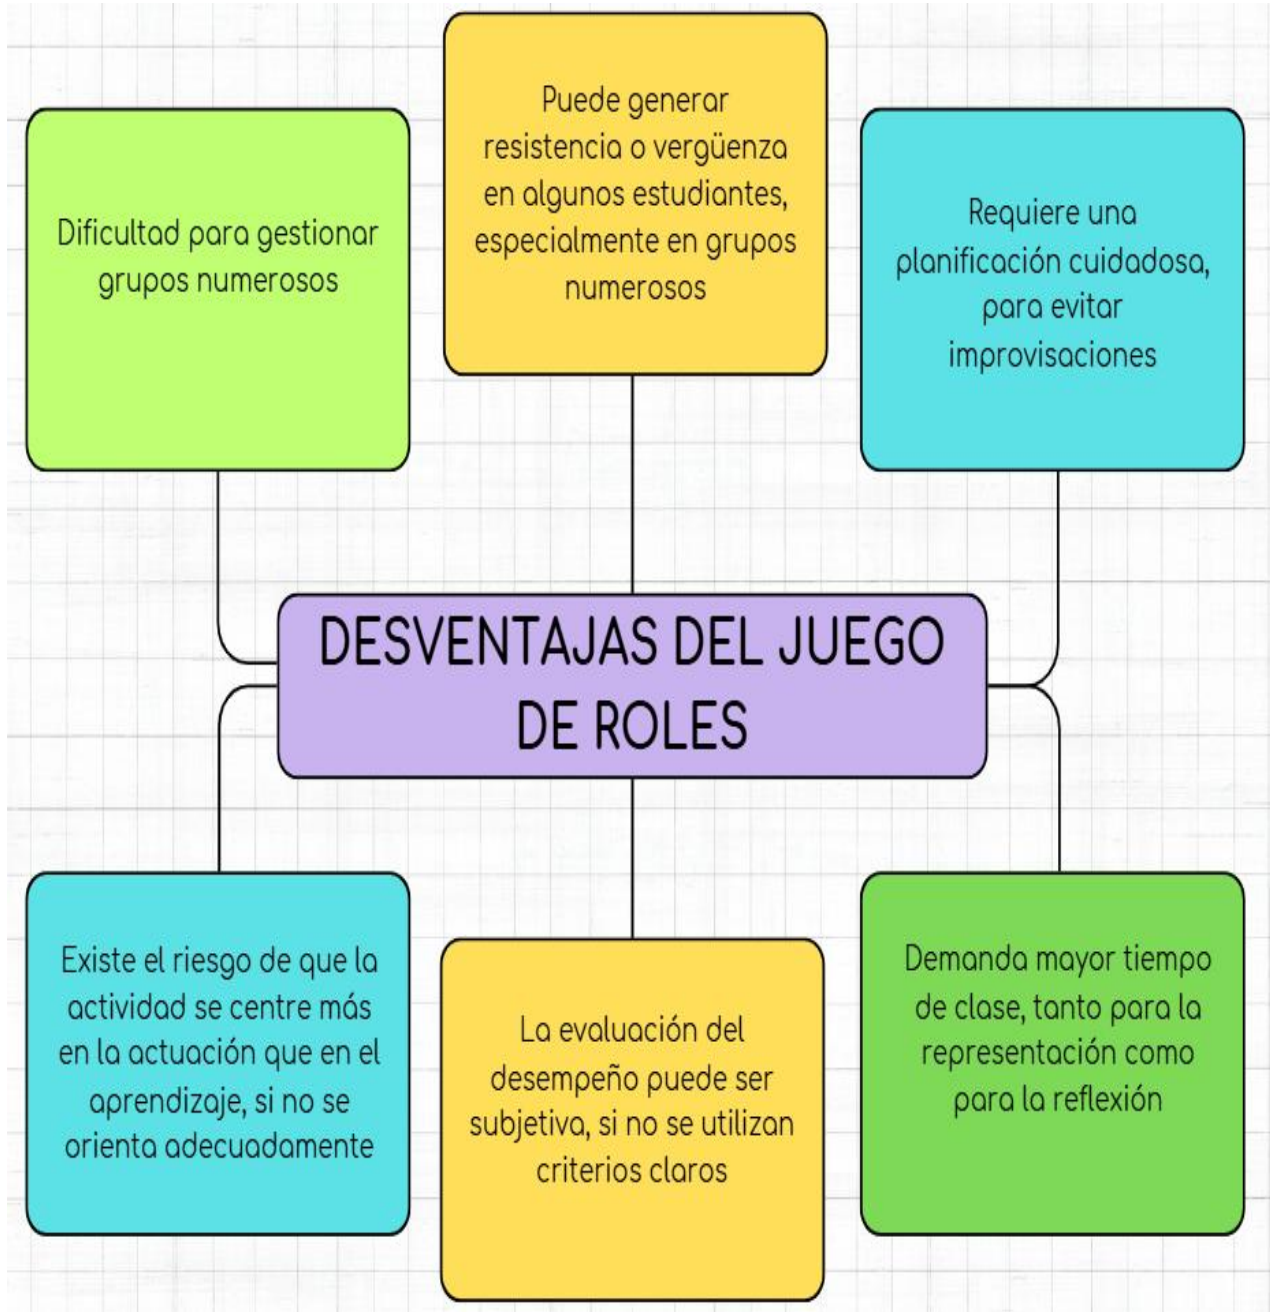 Dificultad para gestionar
grupos numerosos
Puede generar
resistencia o vergüenza
en algunos estudiantes,
especialmente en grupos
numerosos
Requiere una
planificación cuidadosa,
para evitar
improvisaciones
DESVENTAJAS DEL JUEGO
DE ROLES
Existe el riesgo de que la
actividad se centre más
en la actuación que en el
aprendizaje, si no se
orienta adecuadamente
La evaluación del
desempeño puede ser
subjetiva, si no se utilizan
criterios claros
Demanda mayor tiempo
de clase, tanto para la
representación como
para la reflexión